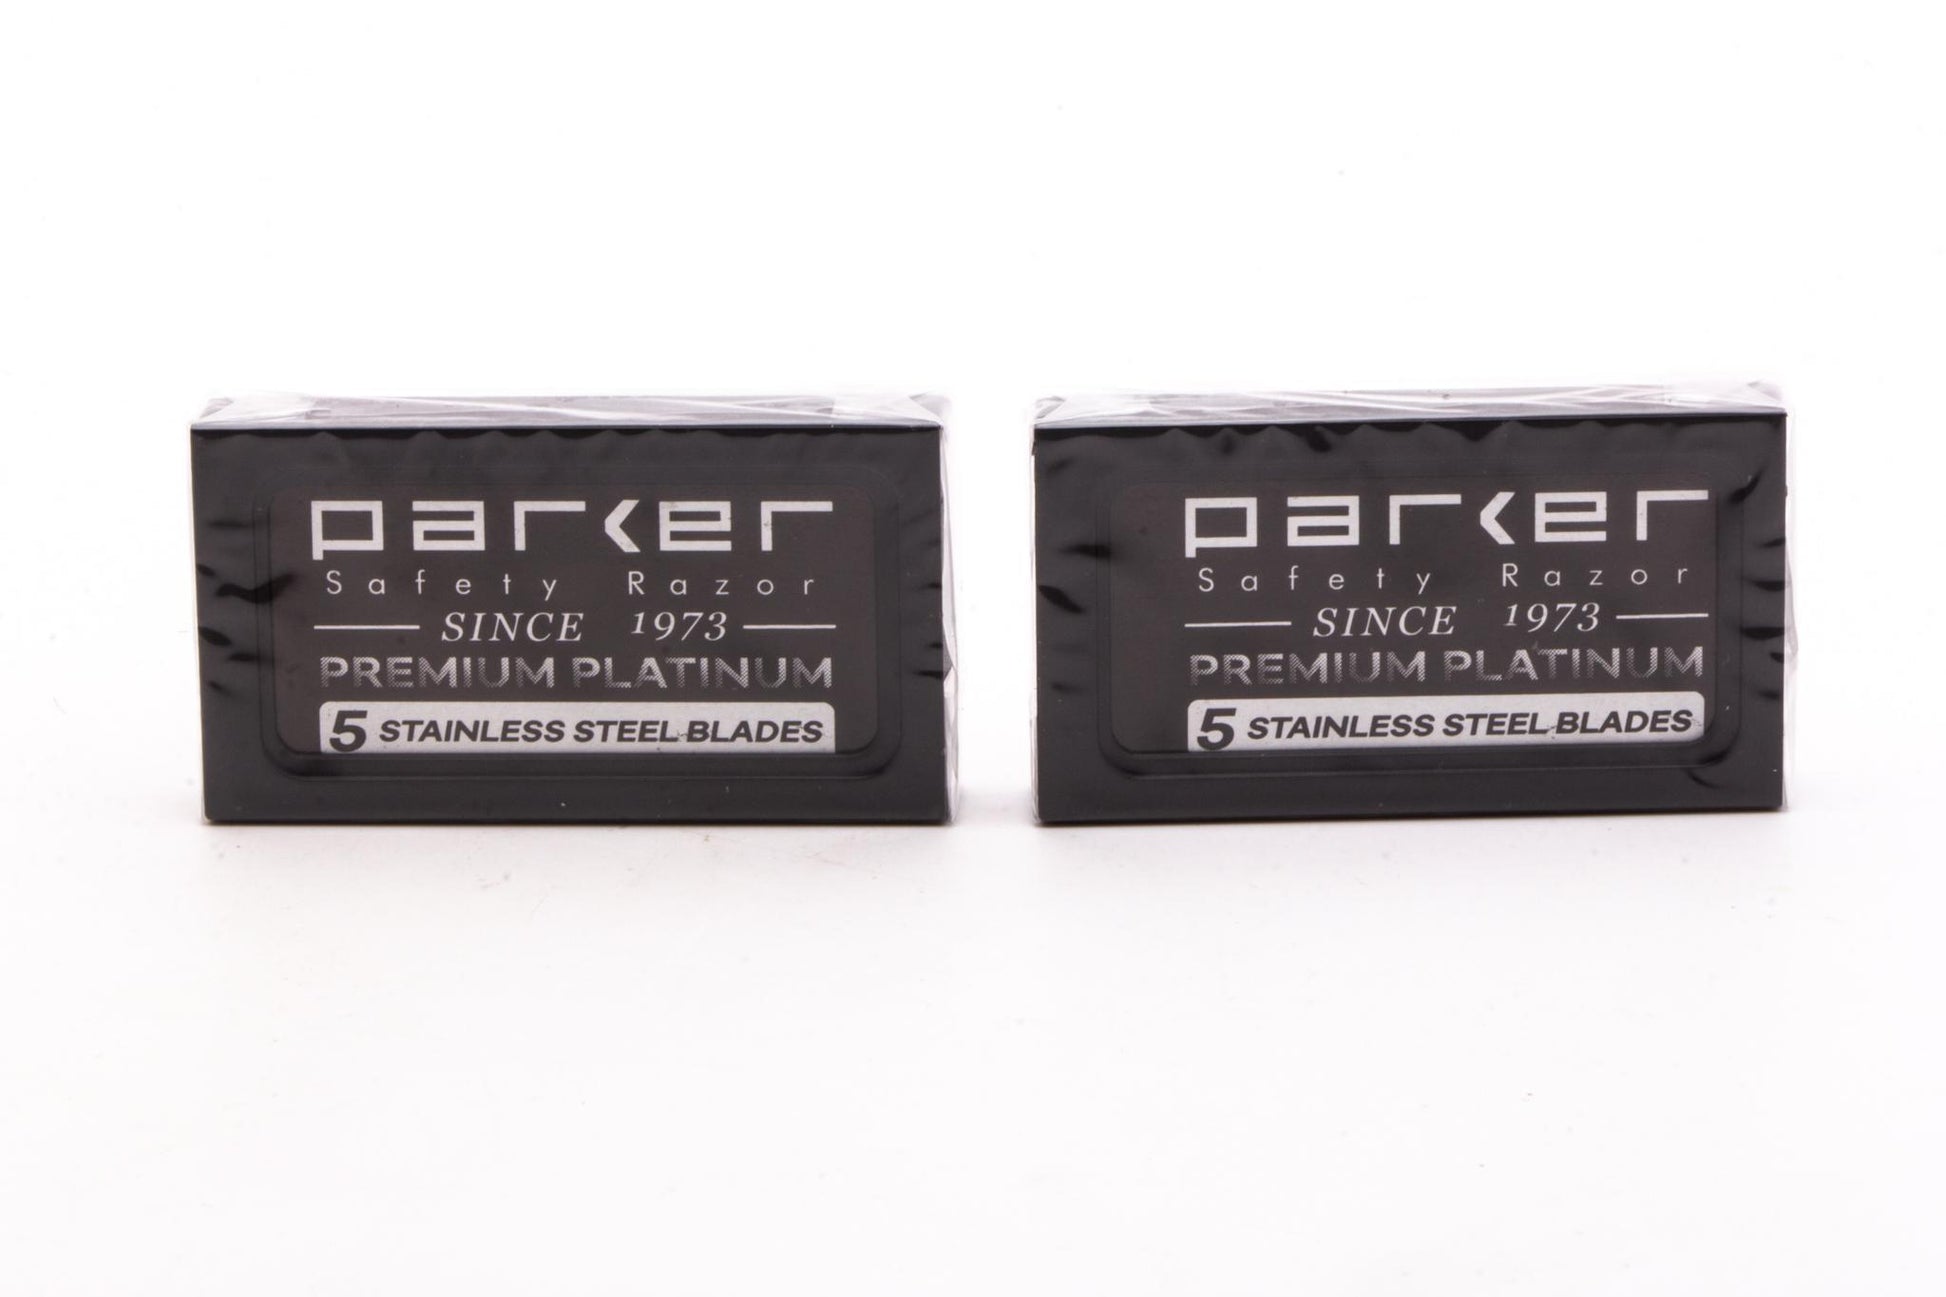 parker
Safety Razor
SINCE 1973
PREMIUM PLATINUM
5 STAINLESS STEEL BLADES
parker
Safety Razor
SINCE 1973
PREMIUM PLATINUM
5 STAINLESS STEEL BLADES